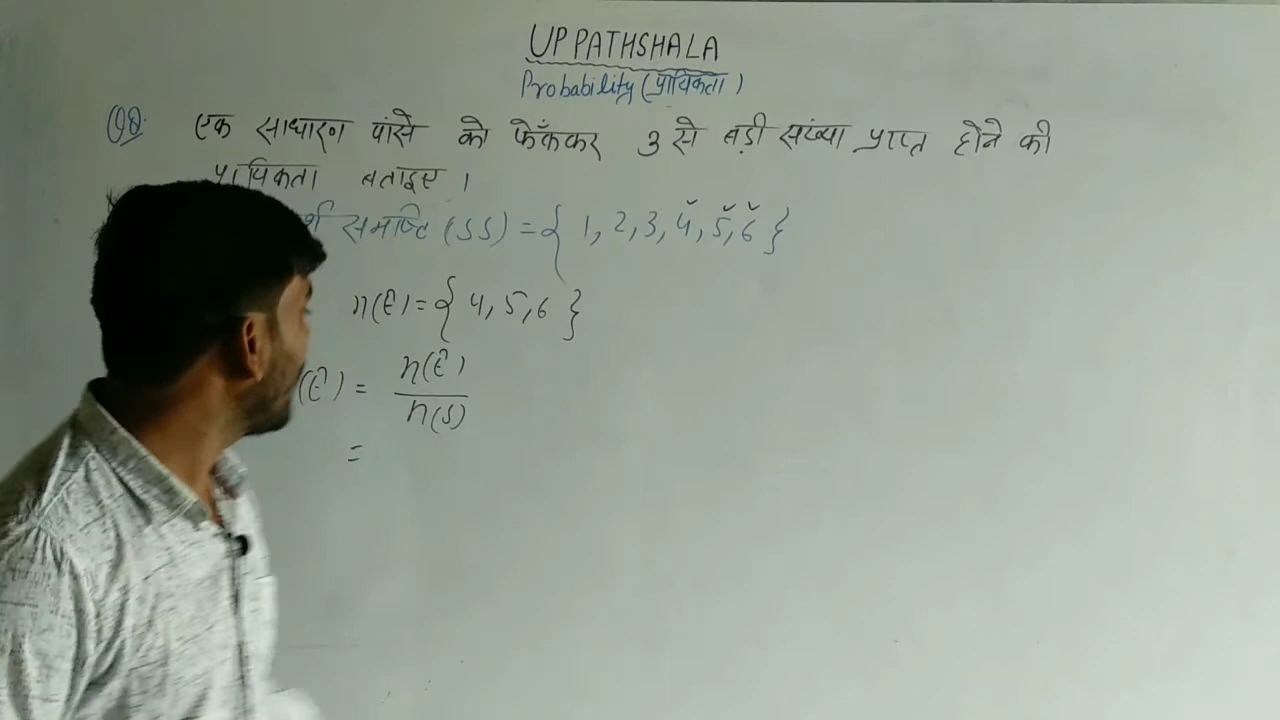 UP PATHSHALA
Probability (प्रायिकता)
Q8. एक साधारण पांसे को फेंककर 3 से बड़ी संख्या प्राप्त होने की
प्रायिकता बताइए ।
समष्टि (SS) = { 1, 2, 3, 4, 5, 6 }
n(E) = { 4, 5, 6 }
(E) = n(E)
n(S)
=